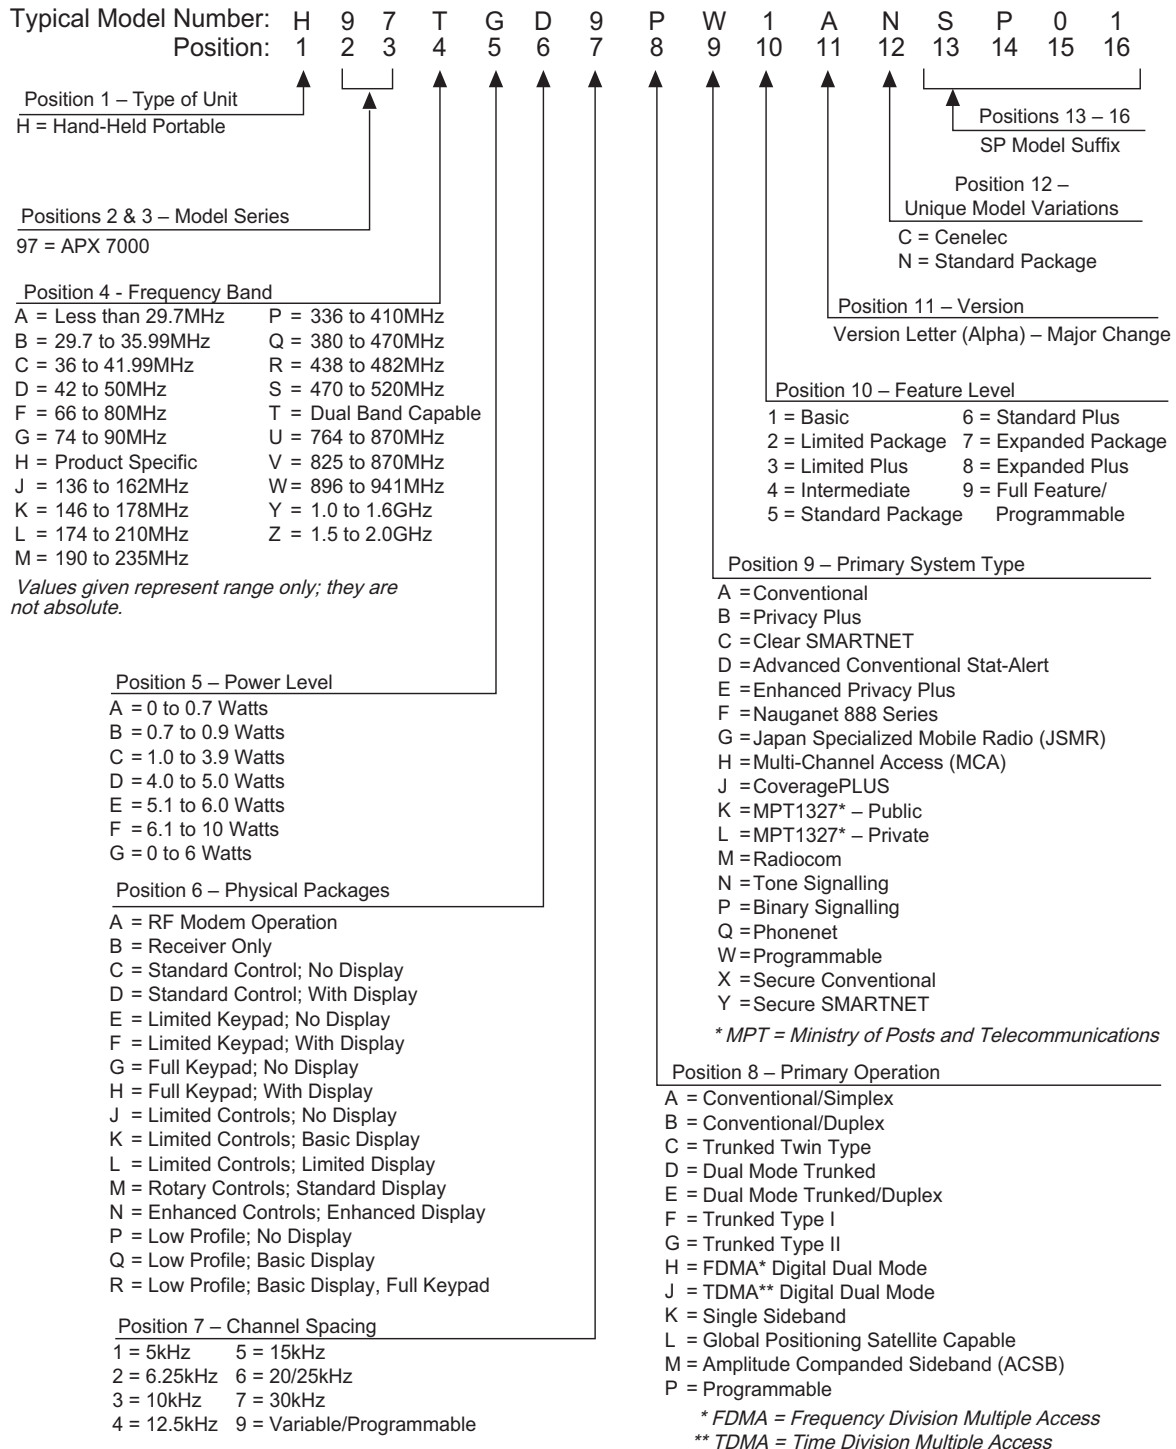 Typical Model Number: H 9 7 T G D 9 P W 1 A N S P 0 1
Position: 1 2 3 4 5 6 7 8 9 10 11 12 13 14 15 16
Position 1 – Type of Unit
H = Hand-Held Portable
Positions 13 – 16
SP Model Suffix
Position 12 –
Unique Model Variations
C = Cenelec
N = Standard Package
Positions 2 & 3 – Model Series
97 = APX 7000
Position 4 - Frequency Band
A = Less than 29.7MHz
B = 29.7 to 35.99MHz
C = 36 to 41.99MHz
D = 42 to 50MHz
F = 66 to 80MHz
G = 74 to 90MHz
H = Product Specific
J = 136 to 162MHz
K = 146 to 178MHz
L = 174 to 210MHz
M = 190 to 235MHz
P = 336 to 410MHz
Q = 380 to 470MHz
R = 438 to 482MHz
S = 470 to 520MHz
T = Dual Band Capable
U = 764 to 870MHz
V = 825 to 870MHz
W = 896 to 941MHz
Y = 1.0 to 1.6GHz
Z = 1.5 to 2.0GHz
Values given represent range only; they are
not absolute.
Position 11 – Version
Version Letter (Alpha) – Major Change
Position 10 – Feature Level
1 = Basic
2 = Limited Package
3 = Limited Plus
4 = Intermediate
5 = Standard Package
6 = Standard Plus
7 = Expanded Package
8 = Expanded Plus
9 = Full Feature/
Programmable
Position 9 – Primary System Type
A = Conventional
B = Privacy Plus
C = Clear SMARTNET
D = Advanced Conventional Stat-Alert
E = Enhanced Privacy Plus
F = Nauganet 888 Series
G = Japan Specialized Mobile Radio (JSMR)
H = Multi-Channel Access (MCA)
J = CoveragePLUS
K = MPT1327* – Public
L = MPT1327* – Private
M = Radiocom
N = Tone Signalling
P = Binary Signalling
Q = Phonenet
W = Programmable
X = Secure Conventional
Y = Secure SMARTNET
* MPT = Ministry of Posts and Telecommunications
Position 5 – Power Level
A = 0 to 0.7 Watts
B = 0.7 to 0.9 Watts
C = 1.0 to 3.9 Watts
D = 4.0 to 5.0 Watts
E = 5.1 to 6.0 Watts
F = 6.1 to 10 Watts
G = 0 to 6 Watts
Position 6 – Physical Packages
A = RF Modem Operation
B = Receiver Only
C = Standard Control; No Display
D = Standard Control; With Display
E = Limited Keypad; No Display
F = Limited Keypad; With Display
G = Full Keypad; No Display
H = Full Keypad; With Display
J = Limited Controls; No Display
K = Limited Controls; Basic Display
L = Limited Controls; Limited Display
M = Rotary Controls; Standard Display
N = Enhanced Controls; Enhanced Display
P = Low Profile; No Display
Q = Low Profile; Basic Display
R = Low Profile; Basic Display, Full Keypad
Position 8 – Primary Operation
A = Conventional/Simplex
B = Conventional/Duplex
C = Trunked Twin Type
D = Dual Mode Trunked
E = Dual Mode Trunked/Duplex
F = Trunked Type I
G = Trunked Type II
H = FDMA* Digital Dual Mode
J = TDMA** Digital Dual Mode
K = Single Sideband
L = Global Positioning Satellite Capable
M = Amplitude Companded Sideband (ACSB)
P = Programmable
* FDMA = Frequency Division Multiple Access
** TDMA = Time Division Multiple Access
Position 7 – Channel Spacing
1 = 5kHz
2 = 6.25kHz
3 = 10kHz
4 = 12.5kHz
5 = 15kHz
6 = 20/25kHz
7 = 30kHz
9 = Variable/Programmable